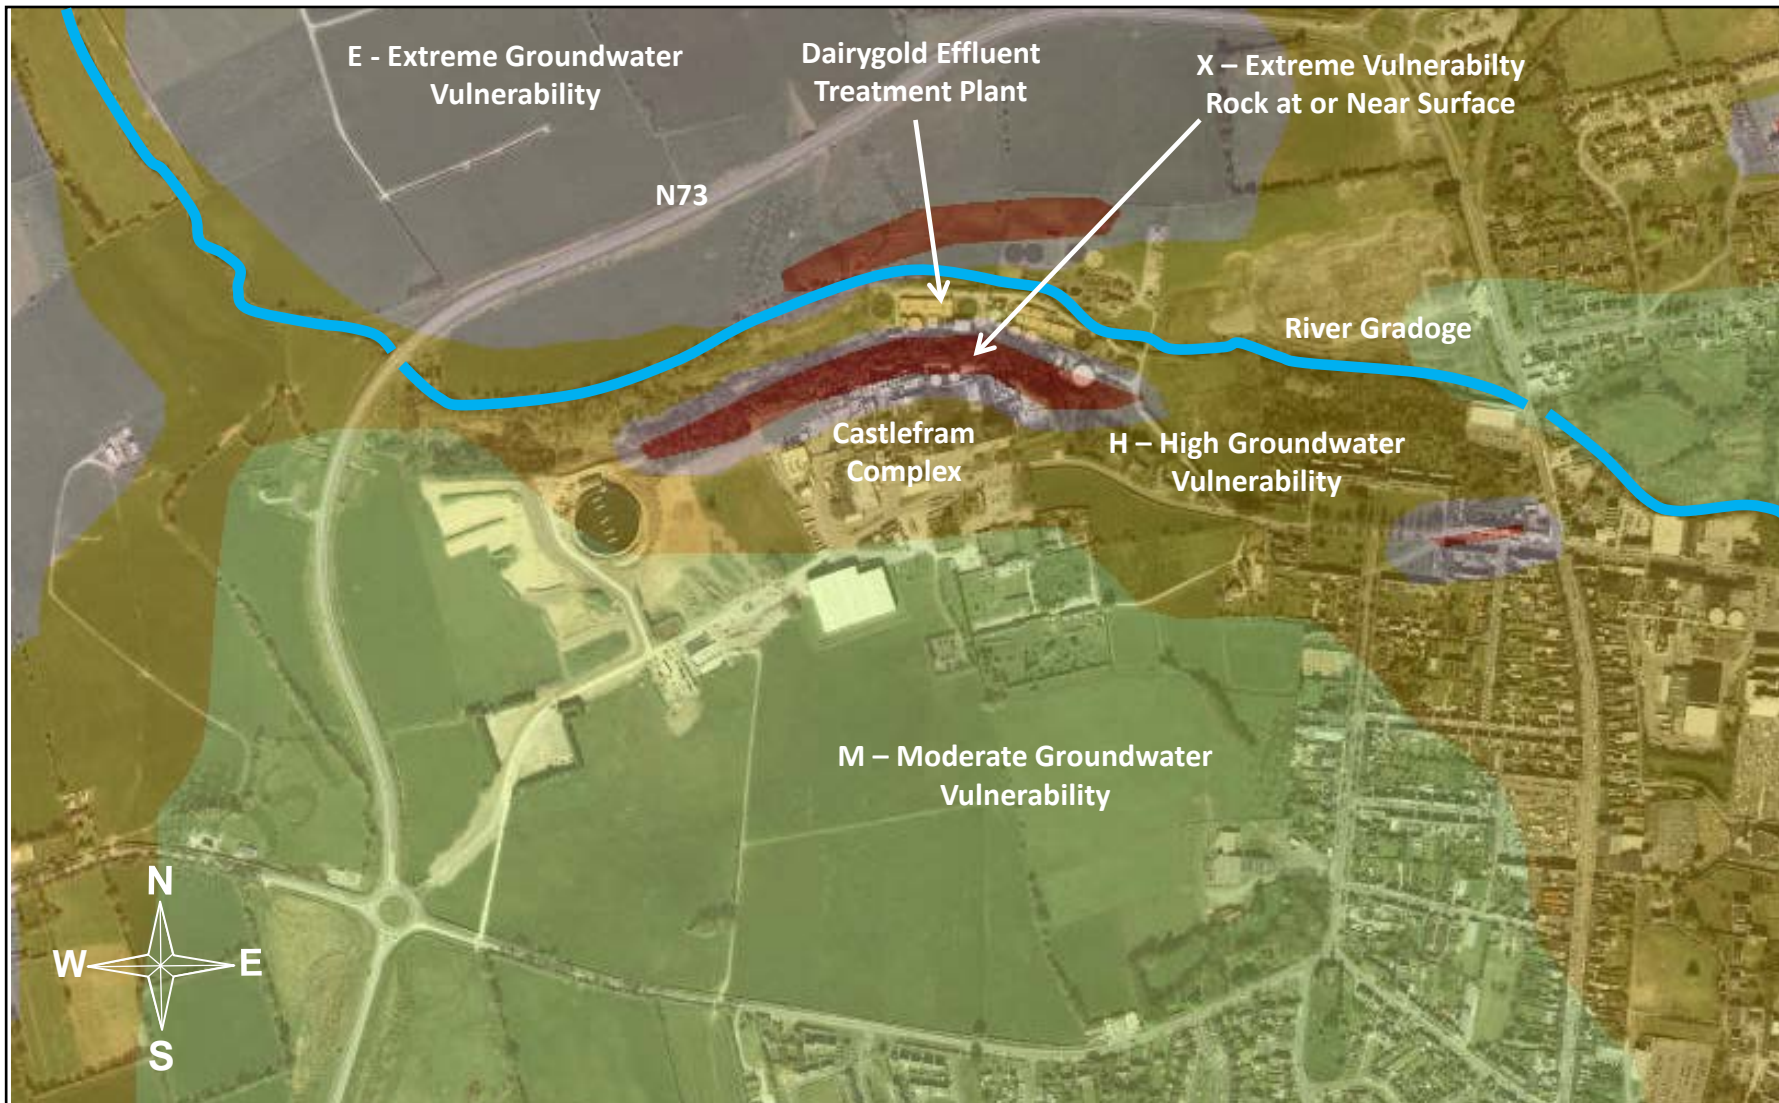 E - Extreme Groundwater
Vulnerability
Dairygold Effluent
Treatment Plant
X – Extreme Vulnerabilty
Rock at or Near Surface
N73
River Gradoge
Castlefram
Complex
H – High Groundwater
Vulnerability
M – Moderate Groundwater
Vulnerability
N
W
E
S